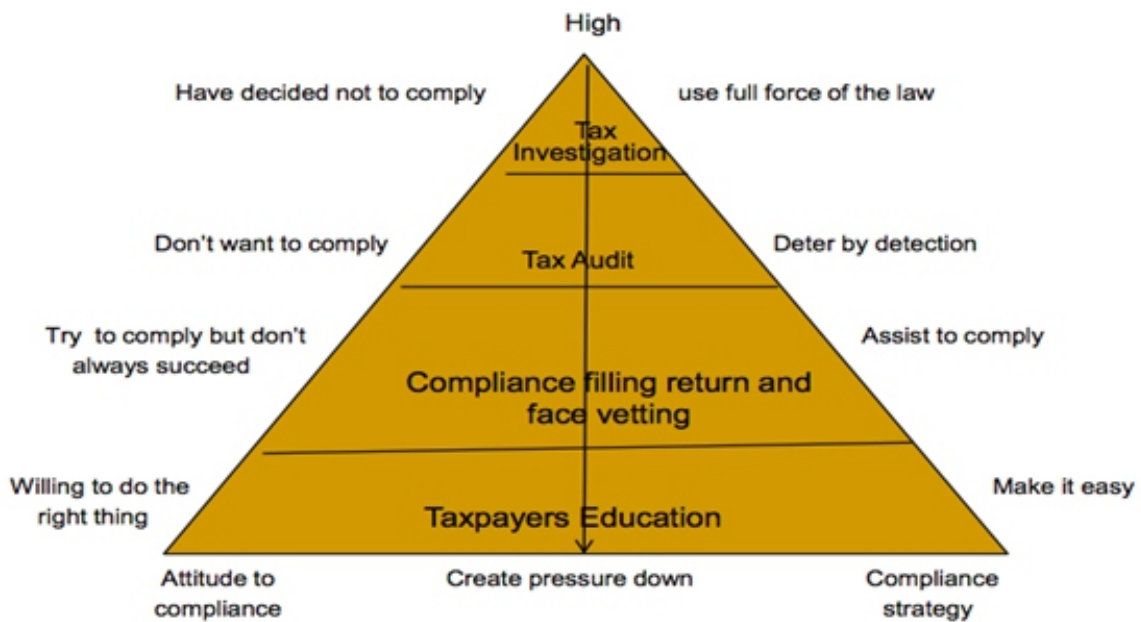 High
Have decided not to comply
use full force of the law
Tax
Investigation
Don't want to comply
Deter by detection
Tax Audit
Try to comply but don't
always succeed
Assist to comply
Compliance filling return and
face vetting
Willing to do the
right thing
Make it easy
Taxpayers Education
Attitude to
compliance
Create pressure down
Compliance
strategy